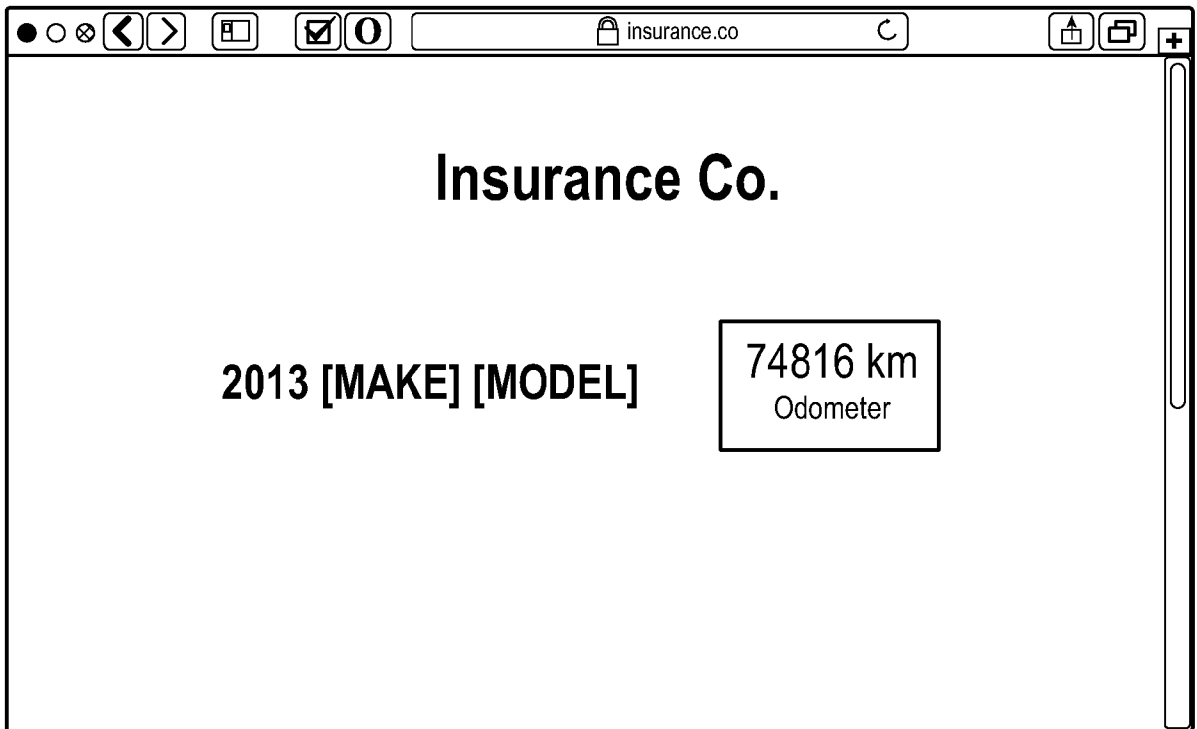 insurance.co
Insurance Co.
2013 [MAKE] [MODEL]
74816 km
Odometer